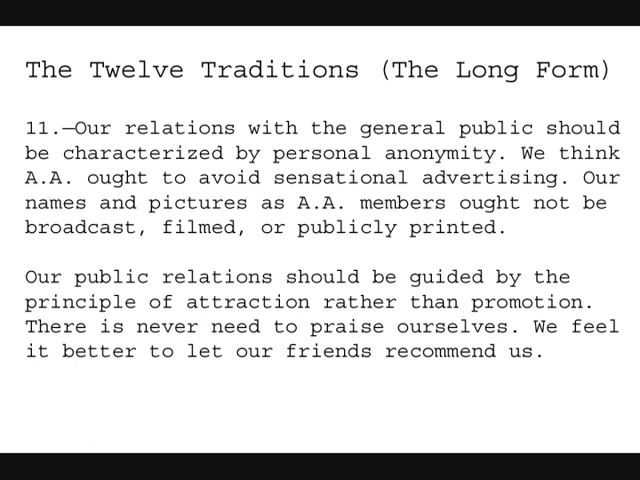 The Twelve Traditions (The Long Form)
11.—Our relations with the general public should
be characterized by personal anonymity. We think
A.A. ought to avoid sensational advertising. Our
names and pictures as A.A. members ought not be
broadcast, filmed, or publicly printed.
Our public relations should be guided by the
principle of attraction rather than promotion.
There is never need to praise ourselves. We feel
it better to let our friends recommend us.